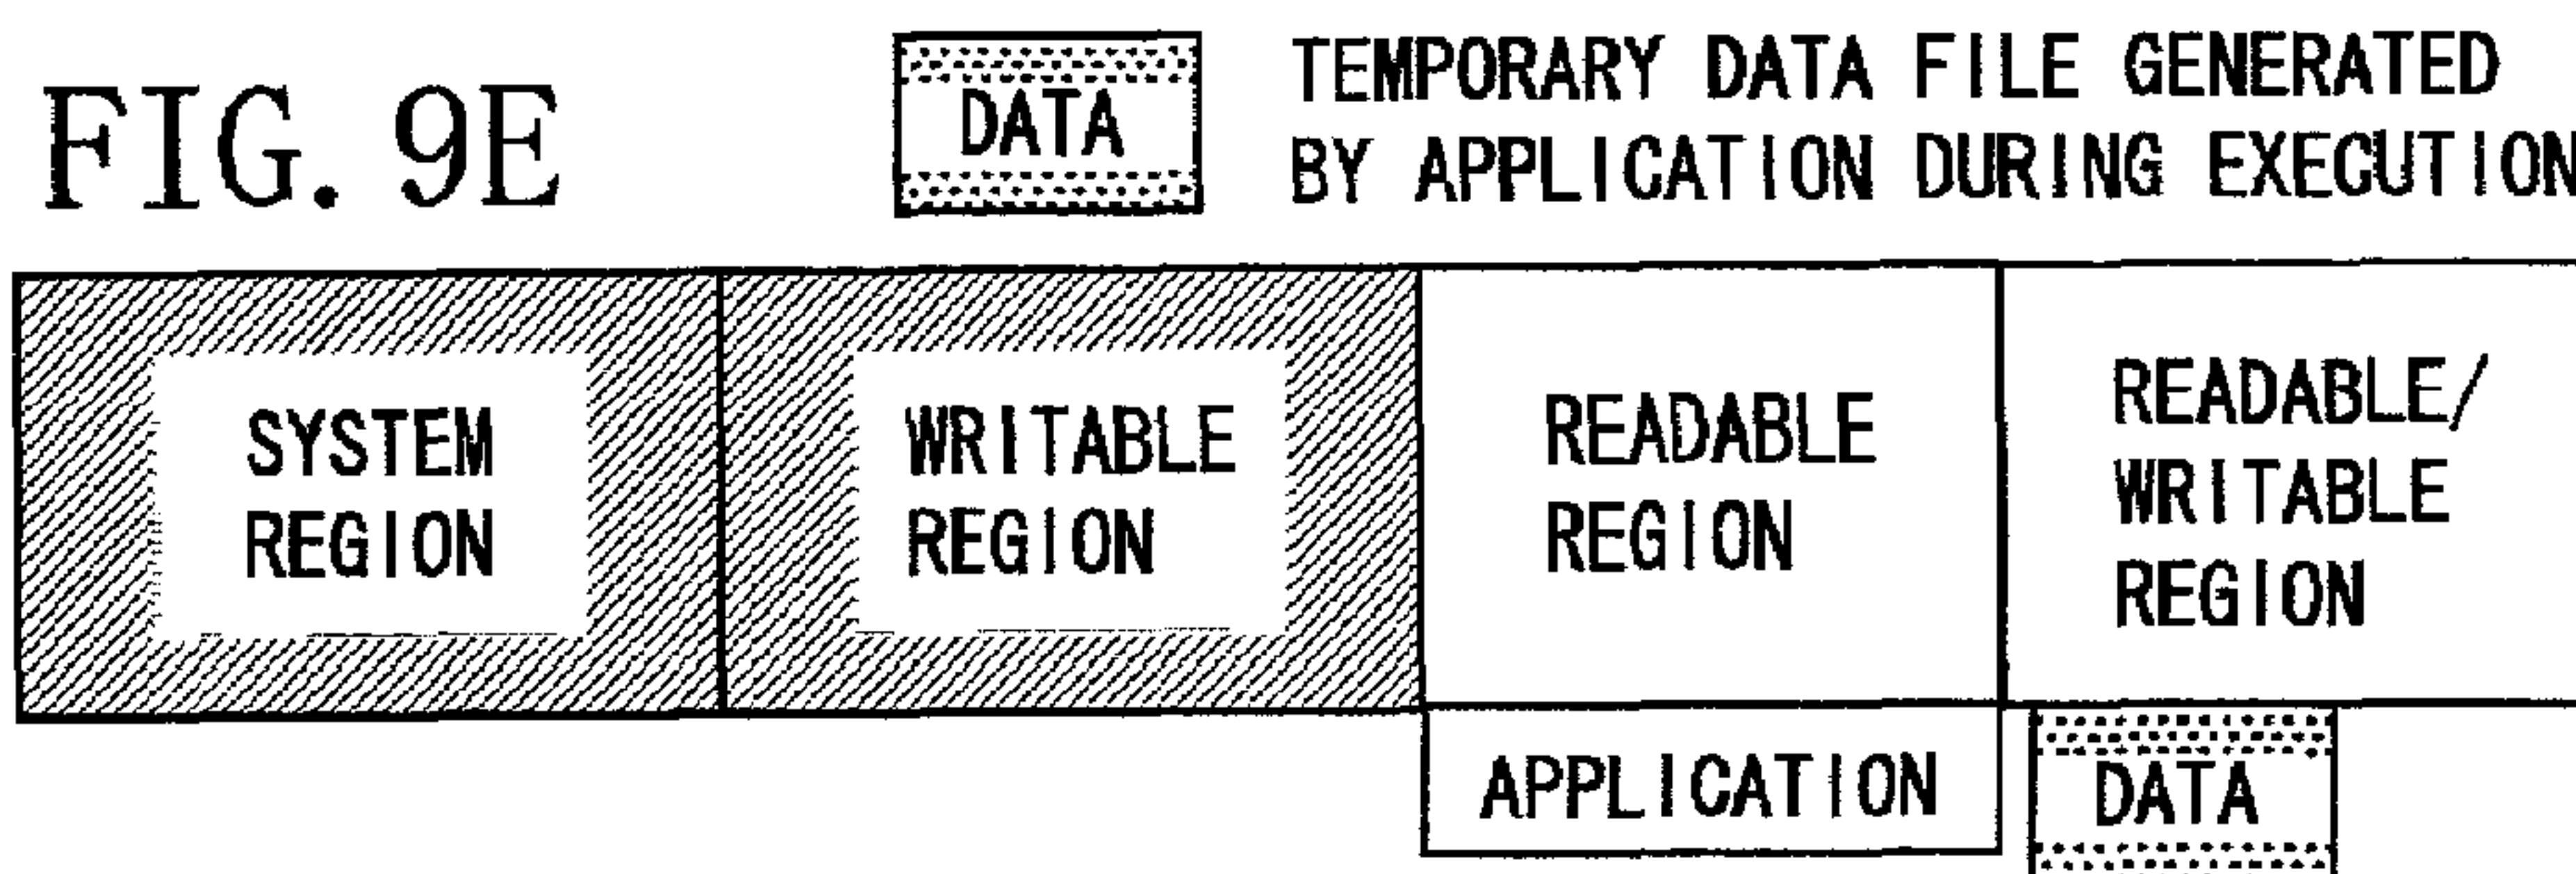 FIG. 9E
DATA
TEMPORARY DATA FILE GENERATED
BY APPLICATION DURING EXECUTION
SYSTEM
REGION
WRITABLE
REGION
READABLE
REGION
READABLE/
WRITABLE
REGION
APPLICATION
DATA